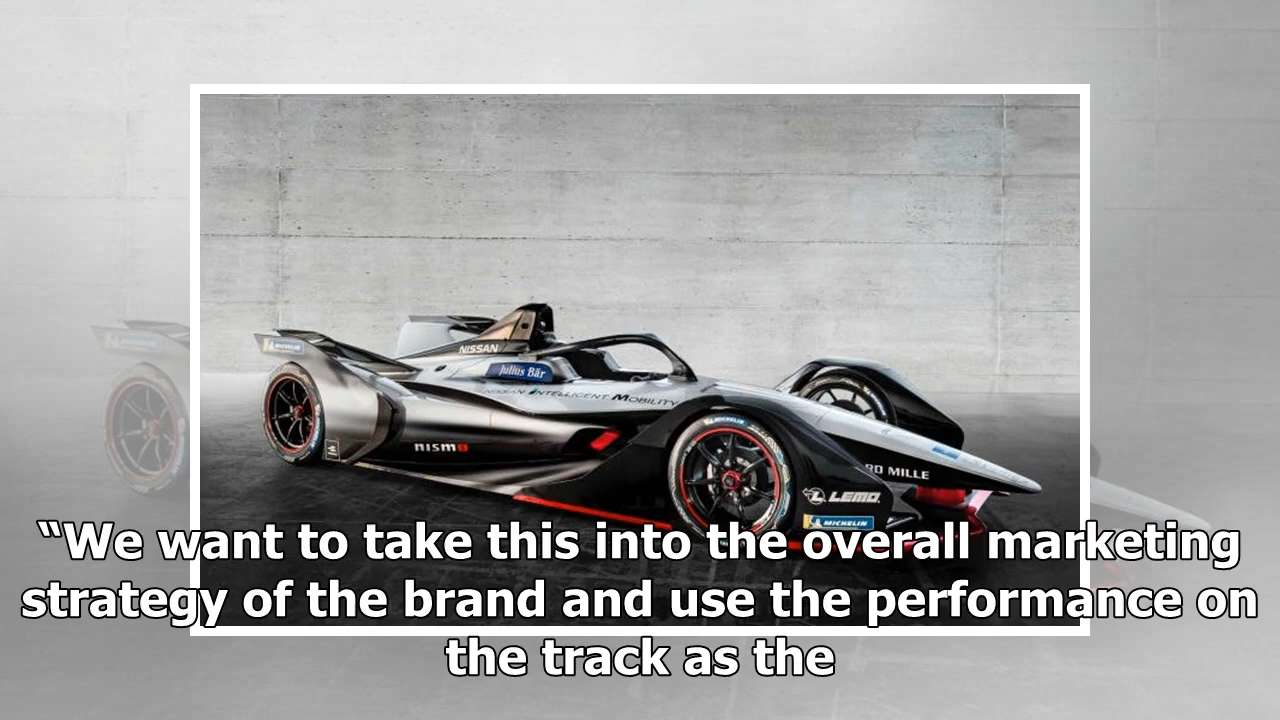 NISSAN
Julius Bär
NISSAN INTELLIGENT MOBILITY
MICHELIN
nismo
RD MILLE
LEMO
MICHELIN
“We want to take this into the overall marketing
strategy of the brand and use the performance on
the track as the